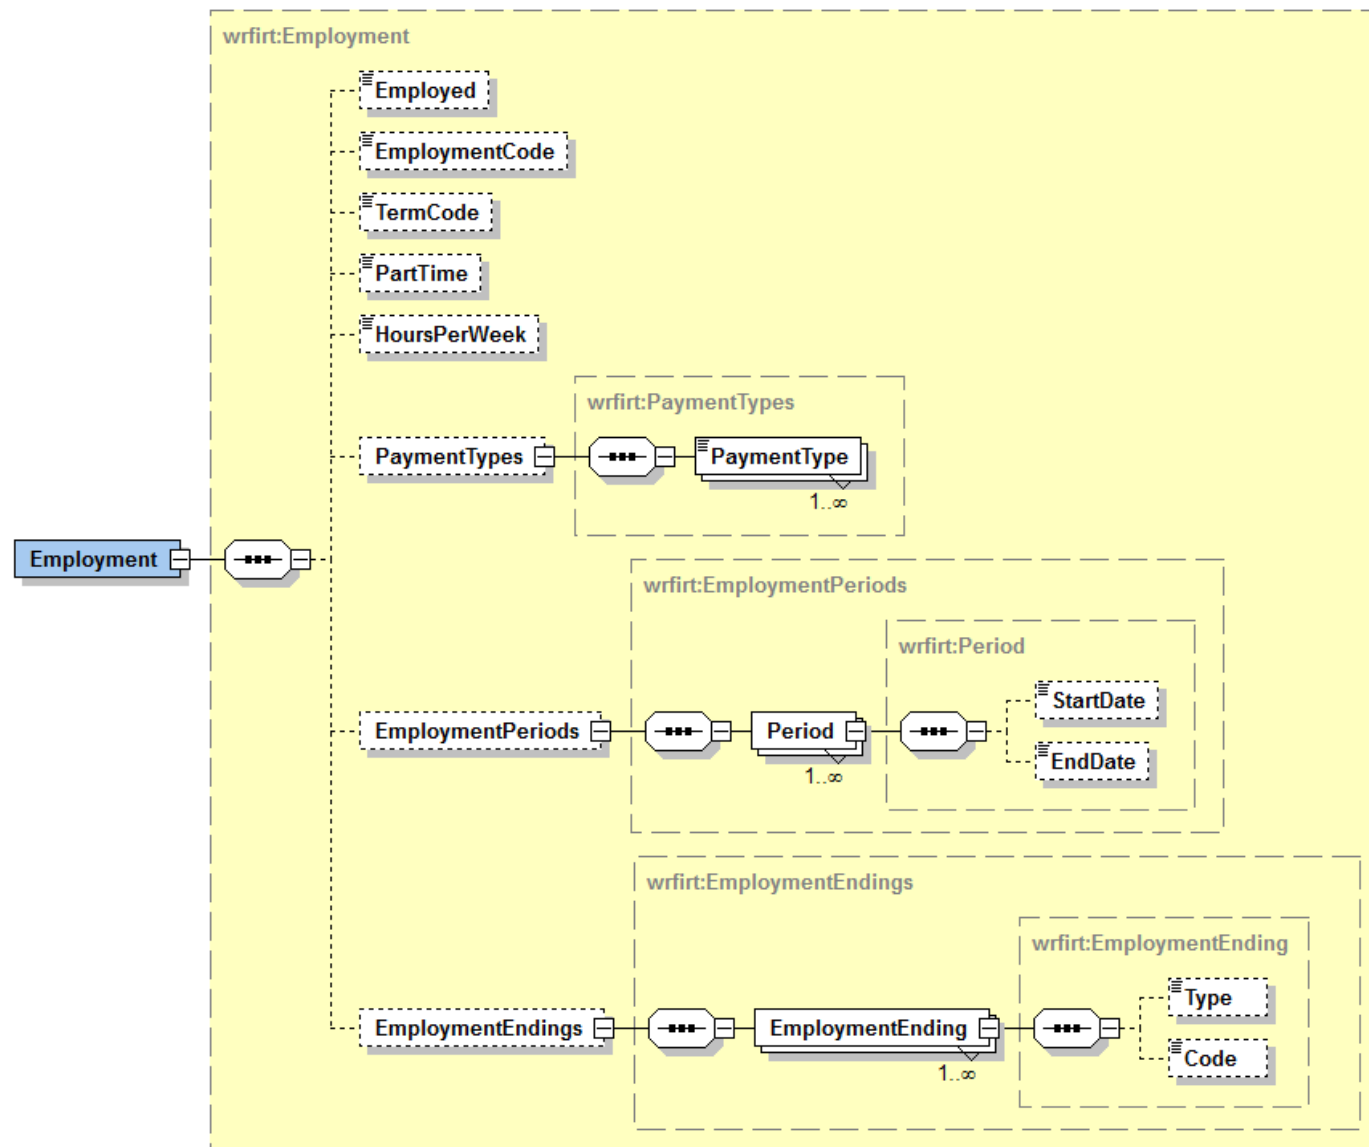 wrfirt:Employment
Employed
EmploymentCode
TermCode
PartTime
HoursPerWeek
wrfirt:PaymentTypes
PaymentTypes
PaymentType
1..∞
Employment
wrfirt:EmploymentPeriods
wrfirt:Period
StartDate
EmploymentPeriods
Period
EndDate
1..∞
wrfirt:EmploymentEndings
wrfirt:EmploymentEnding
Type
EmploymentEndings
EmploymentEnding
Code
1..∞